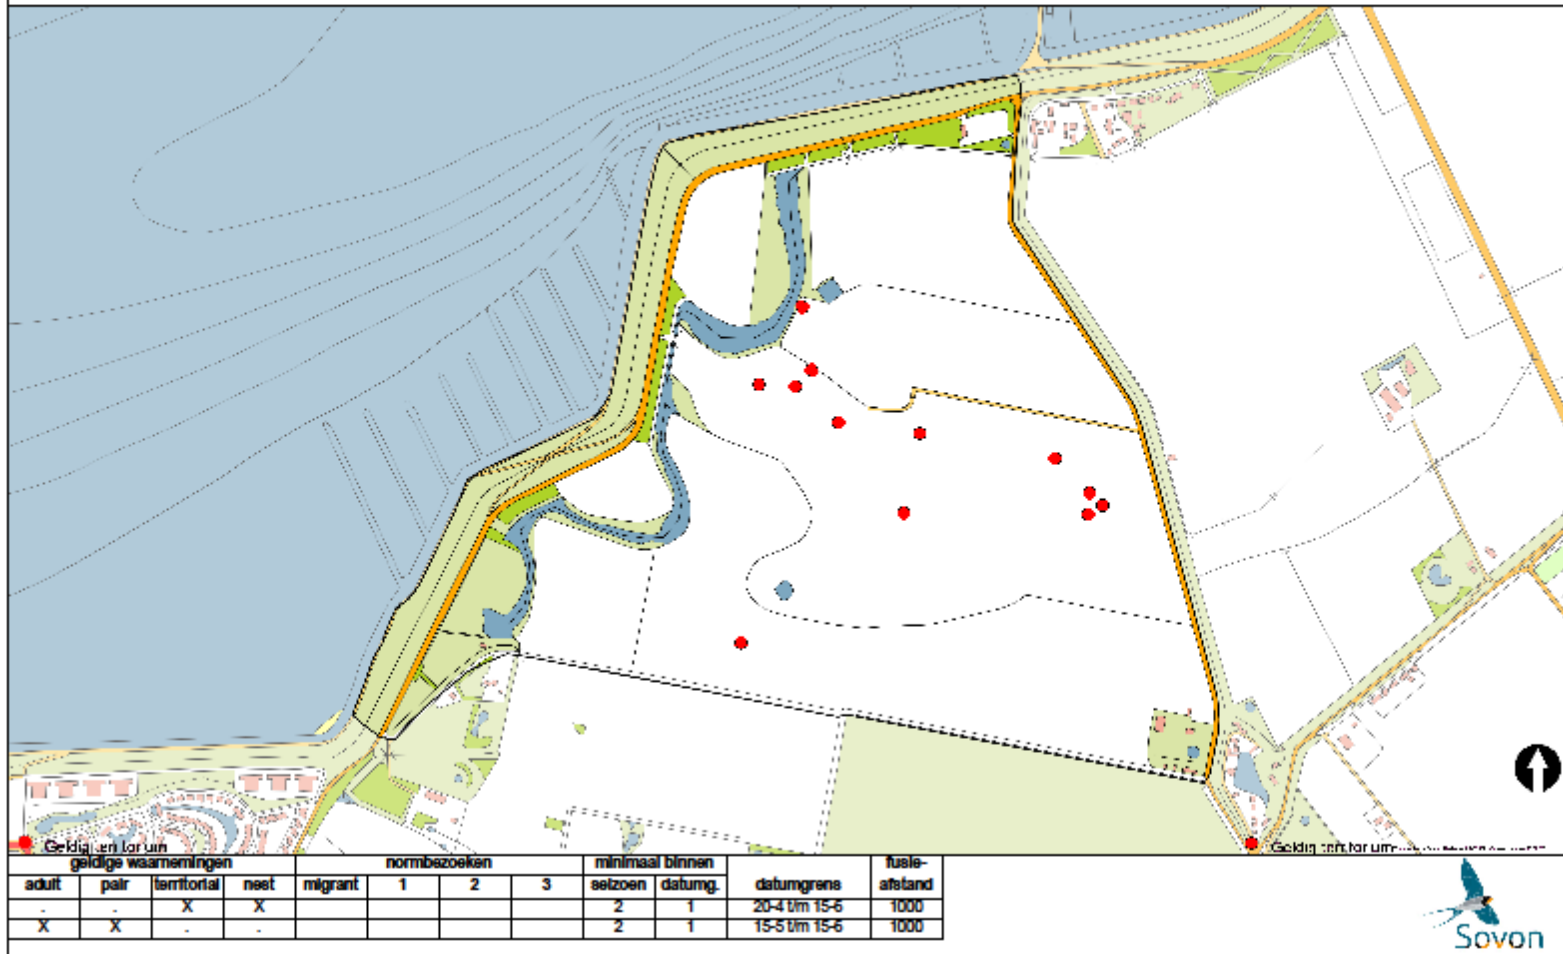 Geldig territorium
Geldig territorium
geldige waarnemingen normbezoeken minimaal binnen fusie-
adult pair territorial nest migrant 1 2 3 seizoen datumg. datumgrens afstand
. . X X 2 1 20-4 t/m 15-6 1000
X X . . 2 1 15-5 t/m 15-6 1000
Sovon